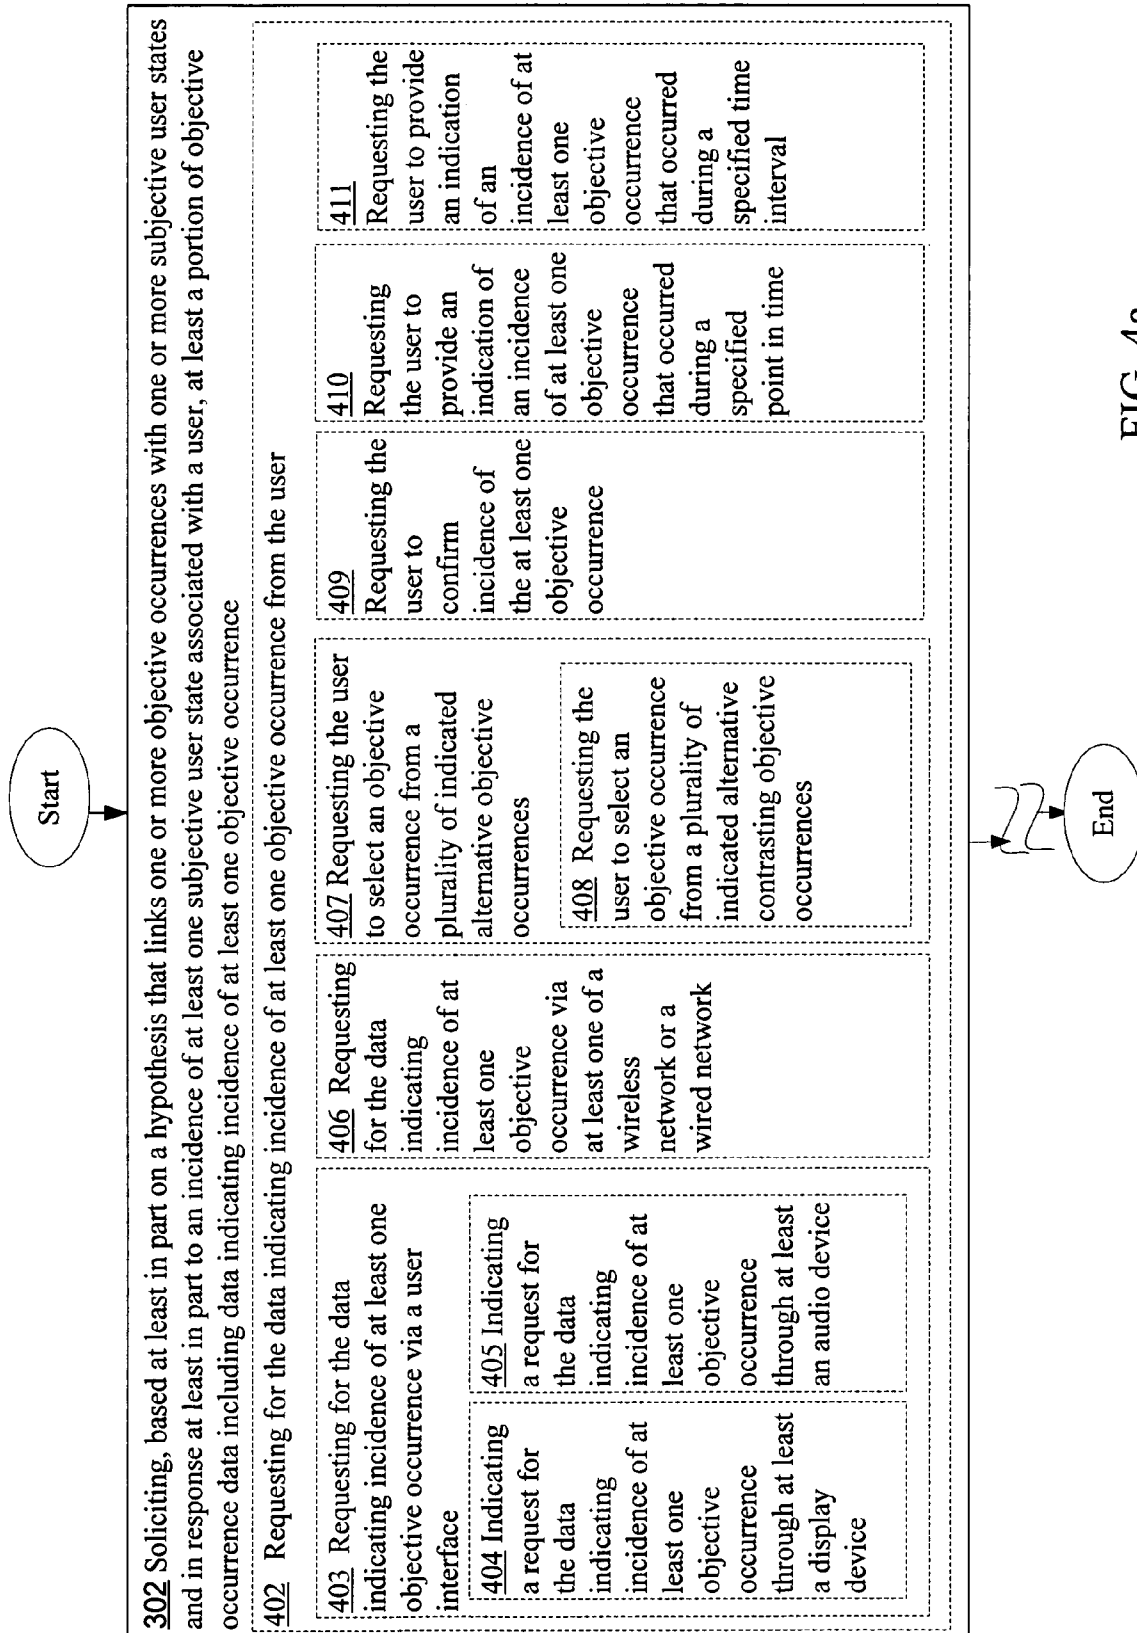 Start
302 Soliciting, based at least in part on a hypothesis that links one or more objective occurrences with one or more subjective user states
and in response at least in part to an incidence of at least one subjective user state associated with a user, at least a portion of objective
occurrence data including data indicating incidence of at least one objective occurrence
402 Requesting for the data indicating incidence of at least one objective occurrence from the user
403 Requesting for the data
indicating incidence of at least one
objective occurrence via a user
interface
404 Indicating
a request for
the data
indicating
incidence of at
least one
objective
occurrence
through at least
a display
device
405 Indicating
a request for
the data
indicating
incidence of at
least one
objective
occurrence
through at least
an audio device
406 Requesting
for the data
indicating
incidence of at
least one
objective
occurrence via
at least one of a
wireless
network or a
wired network
407 Requesting the user
to select an objective
occurrence from a
plurality of indicated
alternative objective
occurrences
408 Requesting the
user to select an
objective occurrence
from a plurality of
indicated alternative
contrasting objective
occurrences
409
Requesting the
user to
confirm
incidence of
the at least one
objective
occurrence
410
Requesting
the user to
provide an
indication of
an incidence
of at least one
objective
occurrence
that occurred
during a
specified
point in time
411
Requesting the
user to provide
an indication
of an
incidence of at
least one
objective
occurrence
that occurred
during a
specified time
interval
End
FIG. 4a